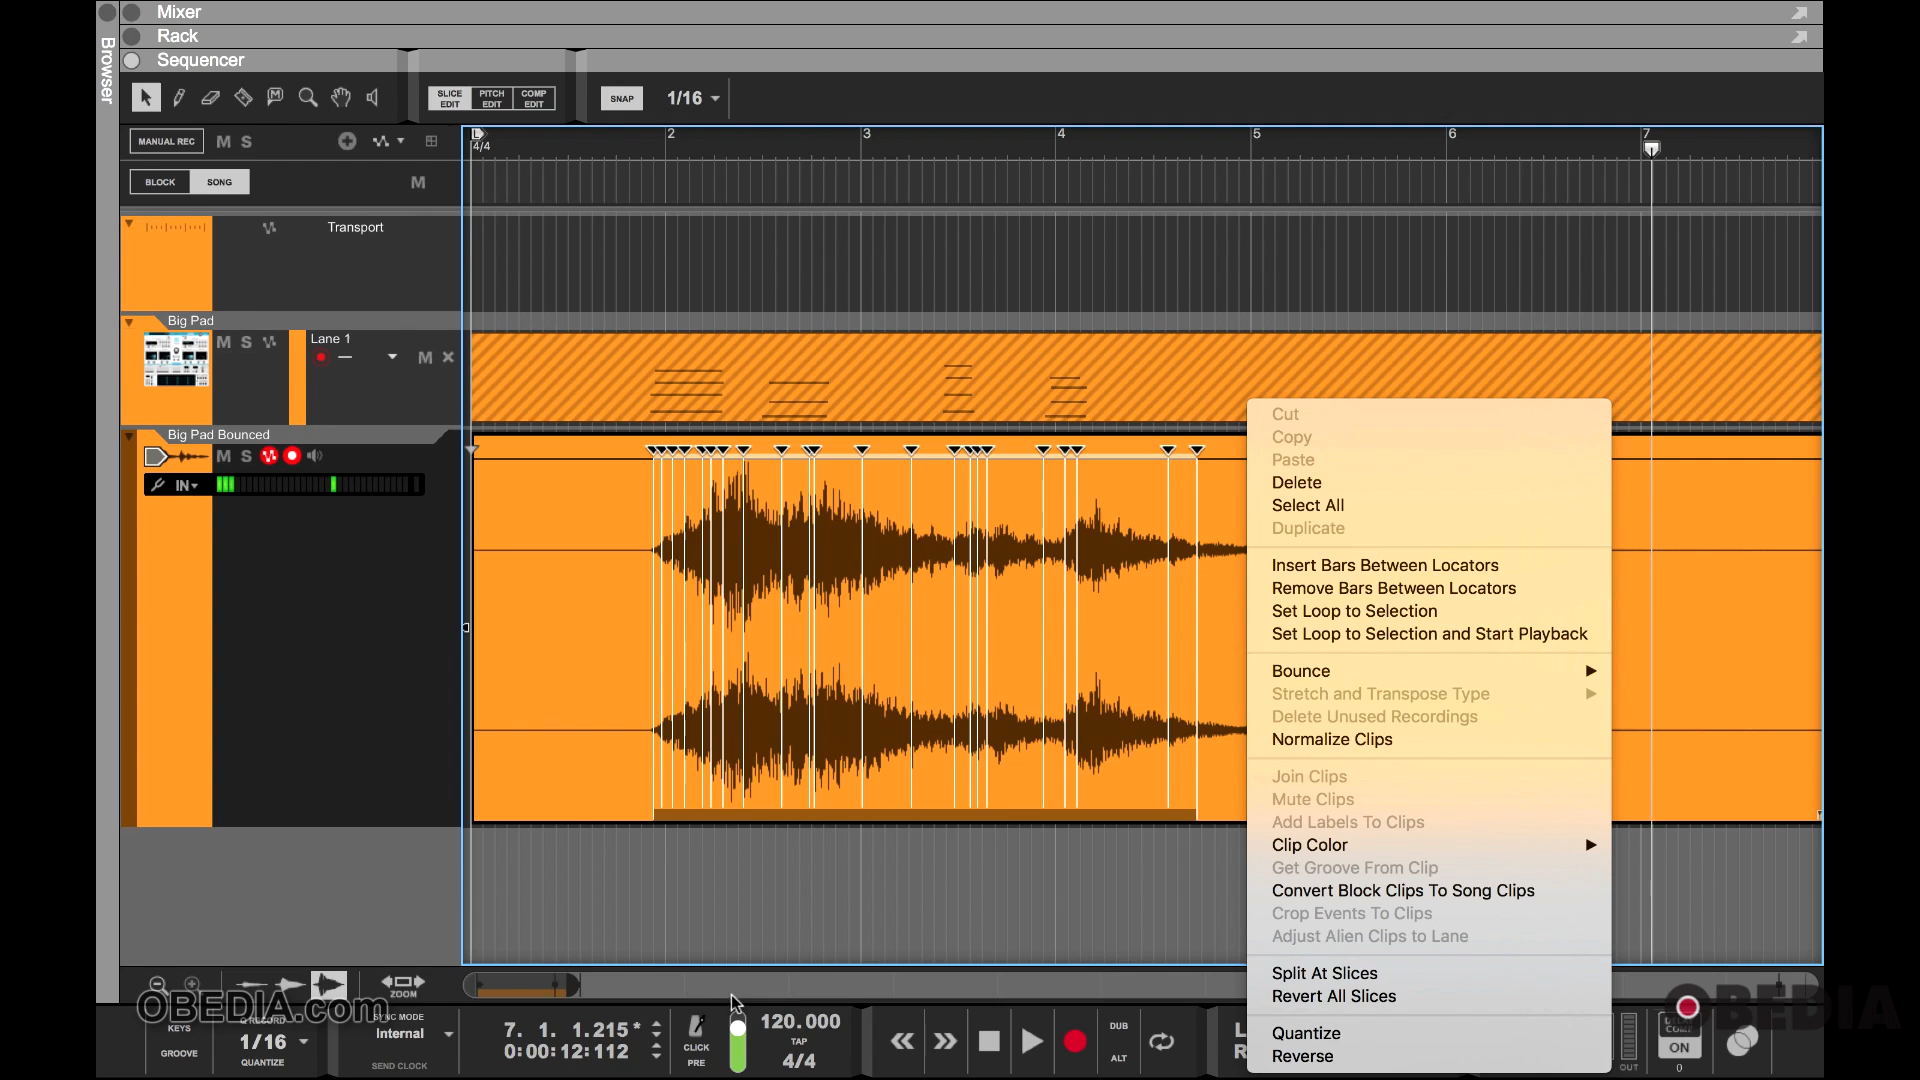 Browser
Mixer
Rack
Sequencer
SLICE EDIT
PITCH EDIT
COMP EDIT
SNAP
1/16
MANUAL REC
M S
BLOCK
SONG
M
L
4/4
2
3
4
5
6
7
Transport
Big Pad
M S
Lane 1
M
Big Pad Bounced
M S
IN
Cut
Copy
Paste
Delete
Select All
Duplicate
Insert Bars Between Locators
Remove Bars Between Locators
Set Loop to Selection
Set Loop to Selection and Start Playback
Bounce
Stretch and Transpose Type
Delete Unused Recordings
Normalize Clips
Join Clips
Mute Clips
Add Labels To Clips
Clip Color
Get Groove From Clip
Convert Block Clips To Song Clips
Crop Events To Clips
Adjust Alien Clips to Lane
Split At Slices
Revert All Slices
Quantize
Reverse
ZOOM
OBEDIA.com
KEYS
GROOVE
Q RECORD
1/16
QUANTIZE
SYNC MODE
Internal
SEND CLOCK
7. 1. 1.215 *
0:00:12:112
CLICK
PRE
120.000
TAP
4/4
DUB
ALT
L
R
OUT
COMP
ON
0
OBEDIA